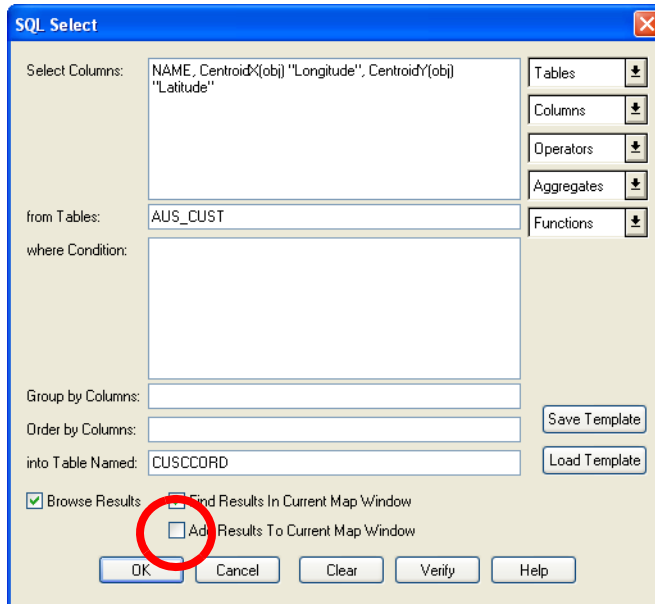 SQL Select
Select Columns:
NAME, CentroidX(obj) "Longitude", CentroidY(obj)
"Latitude"
Tables
Columns
Operators
Aggregates
from Tables:
AUS_CUST
Functions
where Condition:
Group by Columns:
Order by Columns:
Save Template
into Table Named:
CUSCCORD
Load Template
Browse Results
Find Results In Current Map Window
Add Results To Current Map Window
OK
Cancel
Clear
Verify
Help